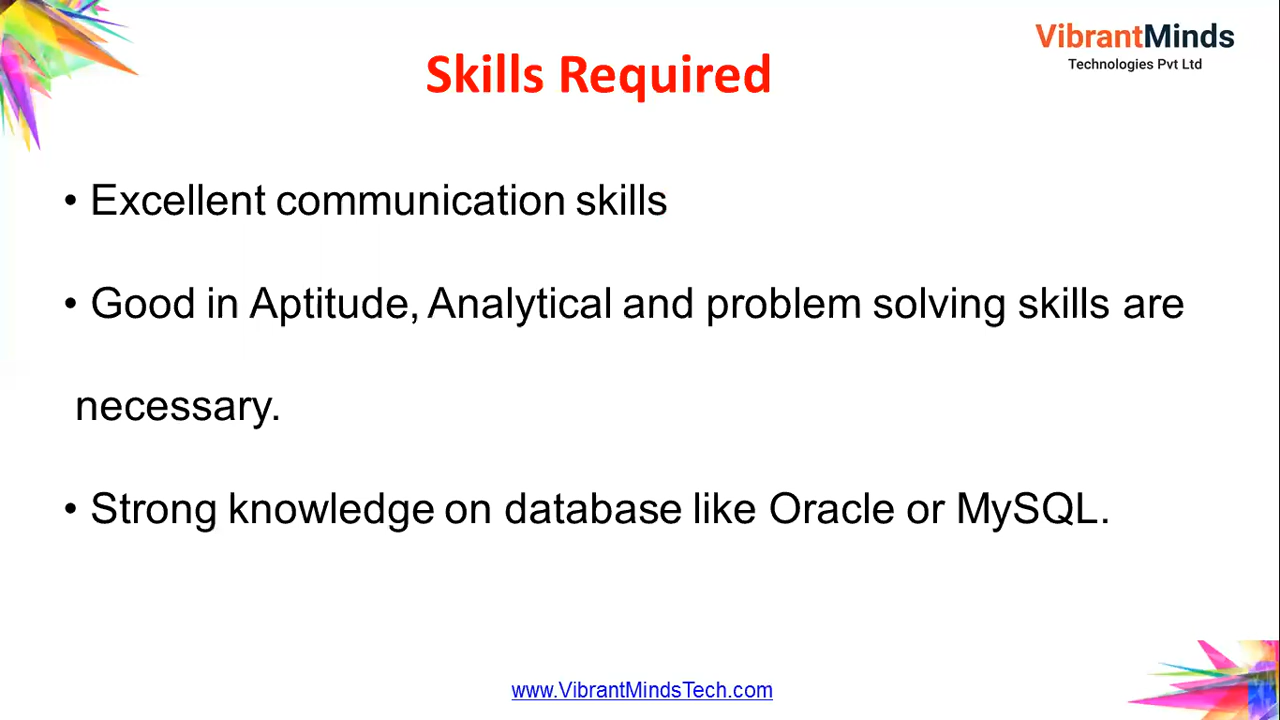 VibrantMinds
Technologies Pvt Ltd
Skills Required
• Excellent communication skills
• Good in Aptitude, Analytical and problem solving skills are
necessary.
• Strong knowledge on database like Oracle or MySQL.
www.VibrantMindsTech.com